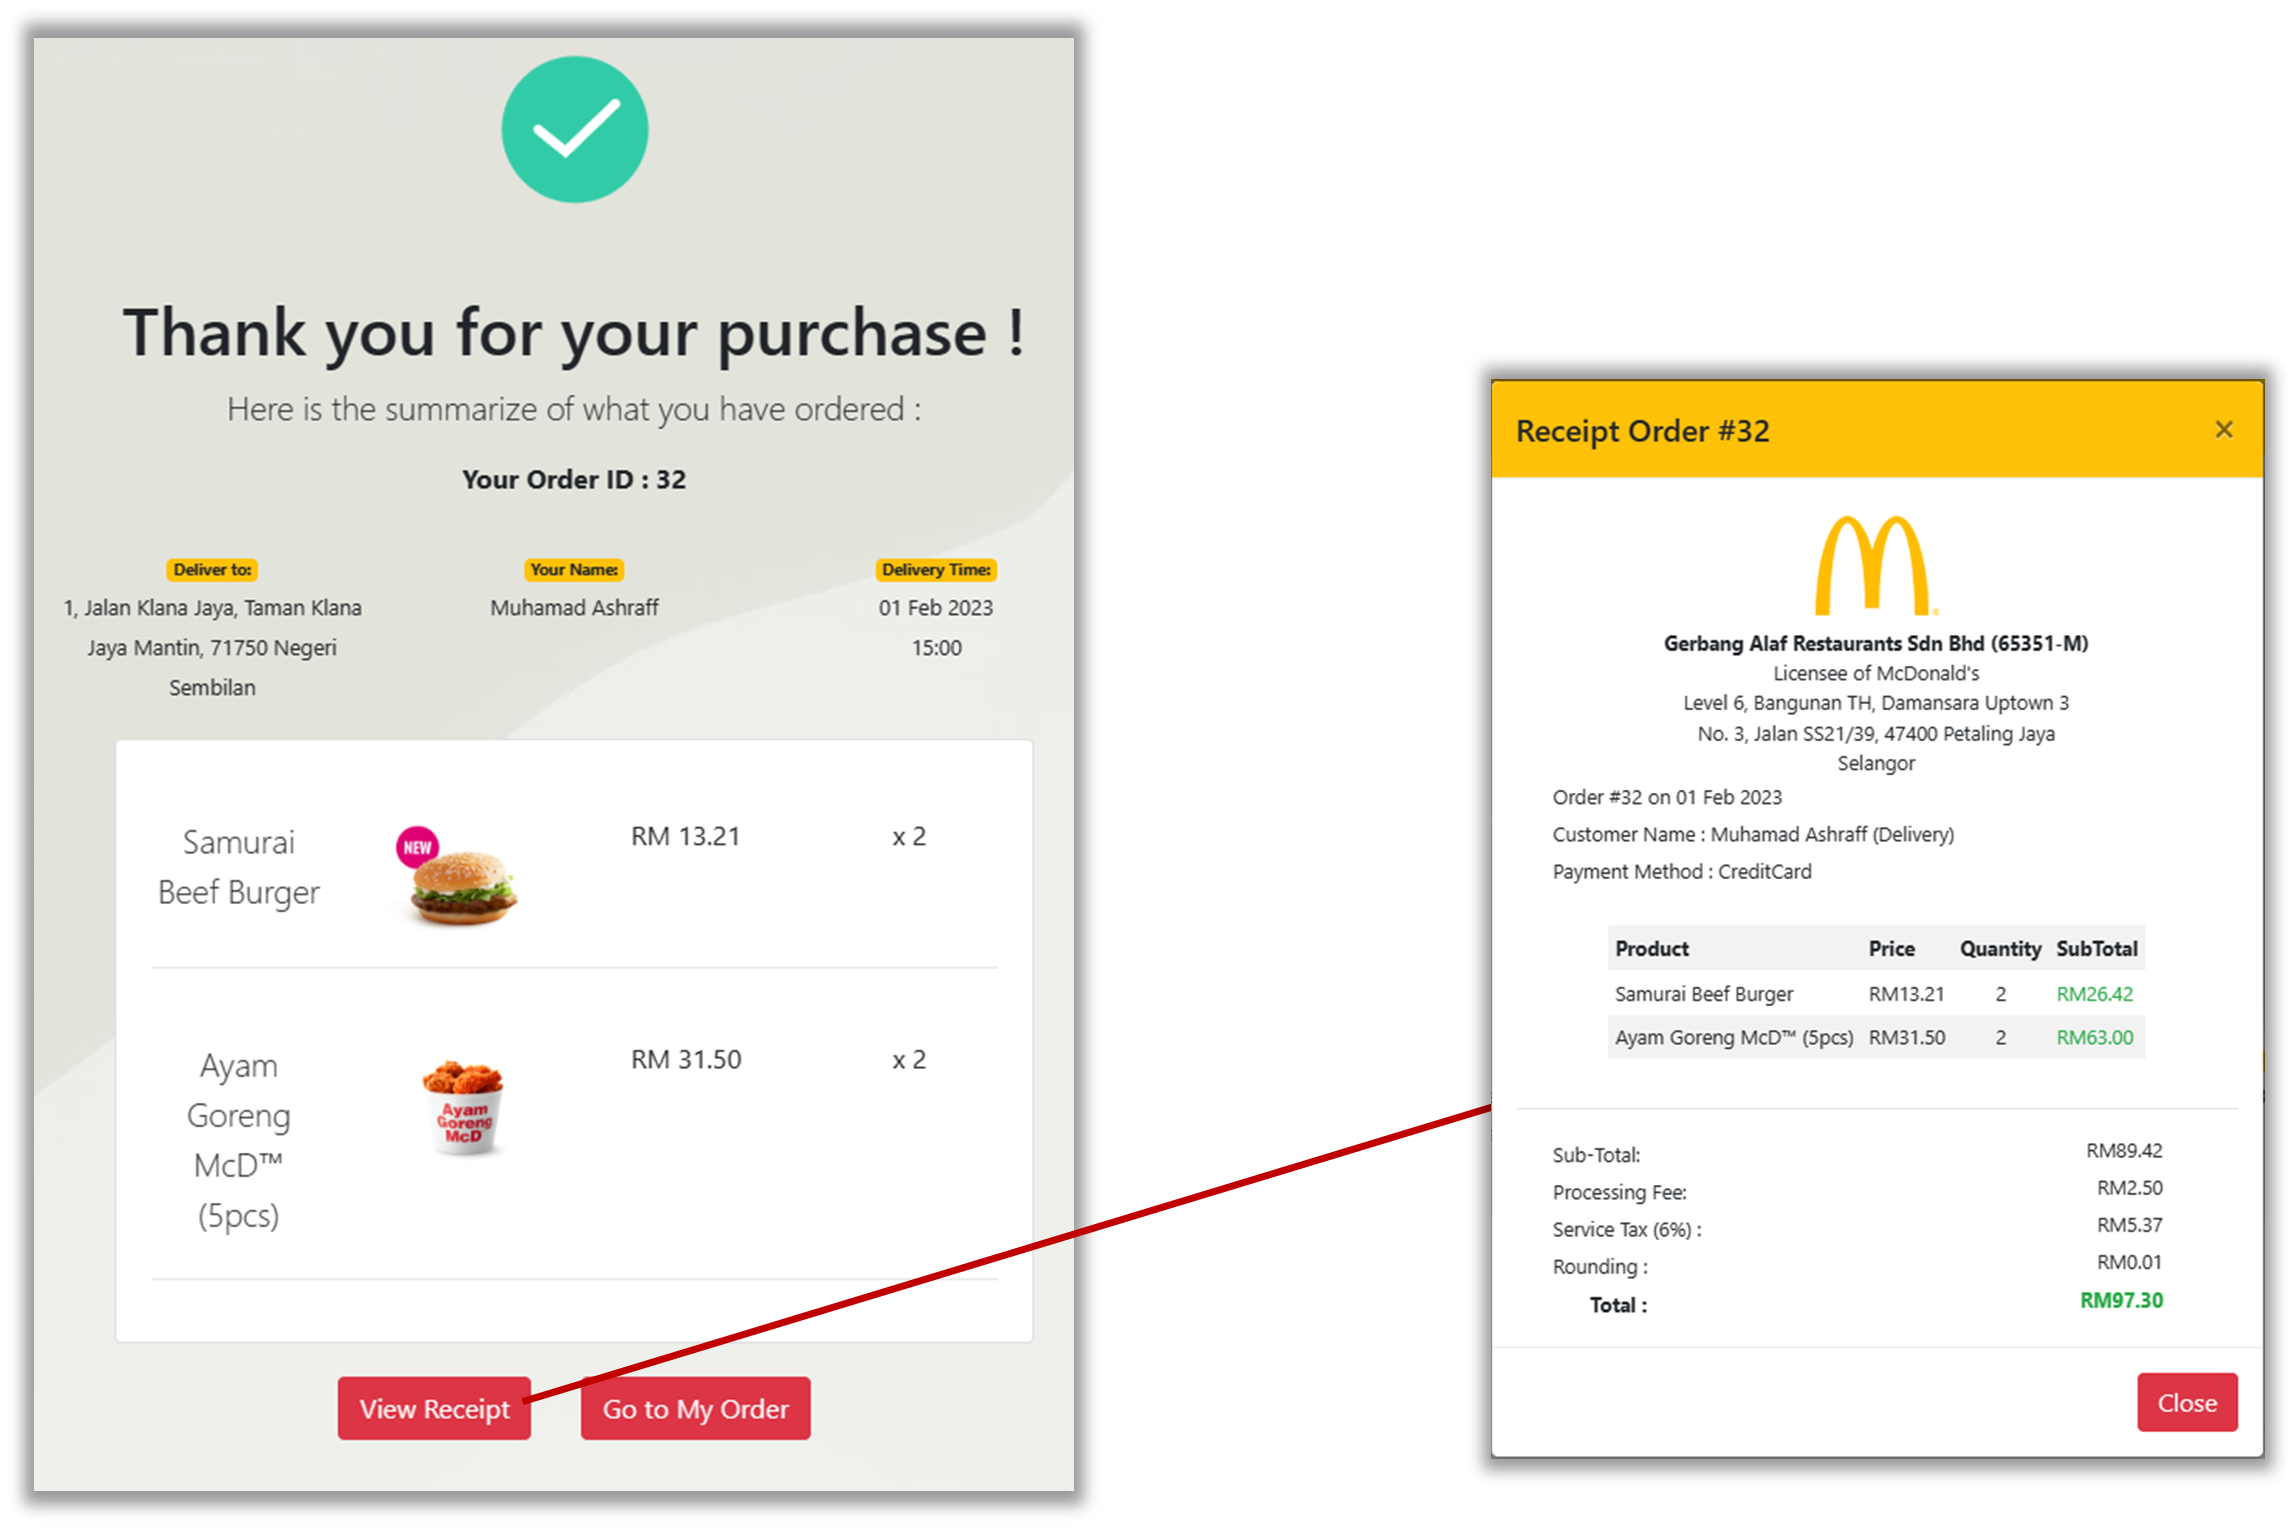 Thank you for your purchase !
Here is the summarize of what you have ordered :
Your Order ID : 32
Deliver to:
1, Jalan Klana Jaya, Taman Klana
Jaya Mantin, 71750 Negeri
Sembilan
Your Name:
Muhamad Ashraff
Delivery Time:
01 Feb 2023
15:00
Samurai
Beef Burger
NEW
RM 13.21
x 2
Ayam
Goreng
McD™
(5pcs)
Ayam
Goreng
McD
RM 31.50
x 2
View Receipt
Go to My Order
Receipt Order #32
×
Gerbang Alaf Restaurants Sdn Bhd (65351-M)
Licensee of McDonald's
Level 6, Bangunan TH, Damansara Uptown 3
No. 3, Jalan SS21/39, 47400 Petaling Jaya
Selangor
Order #32 on 01 Feb 2023
Customer Name : Muhamad Ashraff (Delivery)
Payment Method : CreditCard
Product Price Quantity SubTotal
Samurai Beef Burger RM13.21 2 RM26.42
Ayam Goreng McD™ (5pcs) RM31.50 2 RM63.00
Sub-Total: RM89.42
Processing Fee: RM2.50
Service Tax (6%) : RM5.37
Rounding : RM0.01
Total : RM97.30
Close